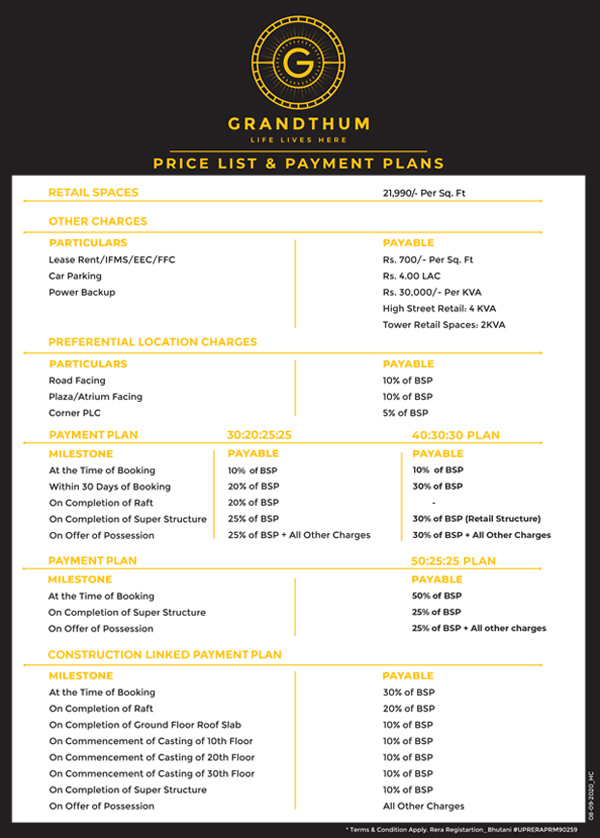 G
GRANDTHUM
LIFE LIVES HERE
PRICE LIST & PAYMENT PLANS
RETAIL SPACES 21,990/- Per Sq. Ft
OTHER CHARGES
PARTICULARS PAYABLE
Lease Rent/IFMS/EEC/FFC Rs. 700/- Per Sq. Ft
Car Parking Rs. 4.00 LAC
Power Backup Rs. 30,000/- Per KVA
High Street Retail: 4 KVA
Tower Retail Spaces: 2KVA
PREFERENTIAL LOCATION CHARGES
PARTICULARS PAYABLE
Road Facing 10% of BSP
Plaza/Atrium Facing 10% of BSP
Corner PLC 5% of BSP
PAYMENT PLAN 30:20:25:25 40:30:30 PLAN
MILESTONE PAYABLE PAYABLE
At the Time of Booking 10% of BSP 10% of BSP
Within 30 Days of Booking 20% of BSP 30% of BSP
On Completion of Raft 20% of BSP -
On Completion of Super Structure 25% of BSP 30% of BSP (Retail Structure)
On Offer of Possession 25% of BSP + All Other Charges 30% of BSP + All Other Charges
PAYMENT PLAN 50:25:25 PLAN
MILESTONE PAYABLE
At the Time of Booking 50% of BSP
On Completion of Super Structure 25% of BSP
On Offer of Possession 25% of BSP + All other charges
CONSTRUCTION LINKED PAYMENT PLAN
MILESTONE PAYABLE
At the Time of Booking 30% of BSP
On Completion of Raft 20% of BSP
On Completion of Ground Floor Roof Slab 10% of BSP
On Commencement of Casting of 10th Floor 10% of BSP
On Commencement of Casting of 20th Floor 10% of BSP
On Commencement of Casting of 30th Floor 10% of BSP
On Completion of Super Structure 10% of BSP
On Offer of Possession All Other Charges
08-09-2020_HC
* Terms & Condition Apply. Rera Registartion_Bhutani #UPRERAPRM90259